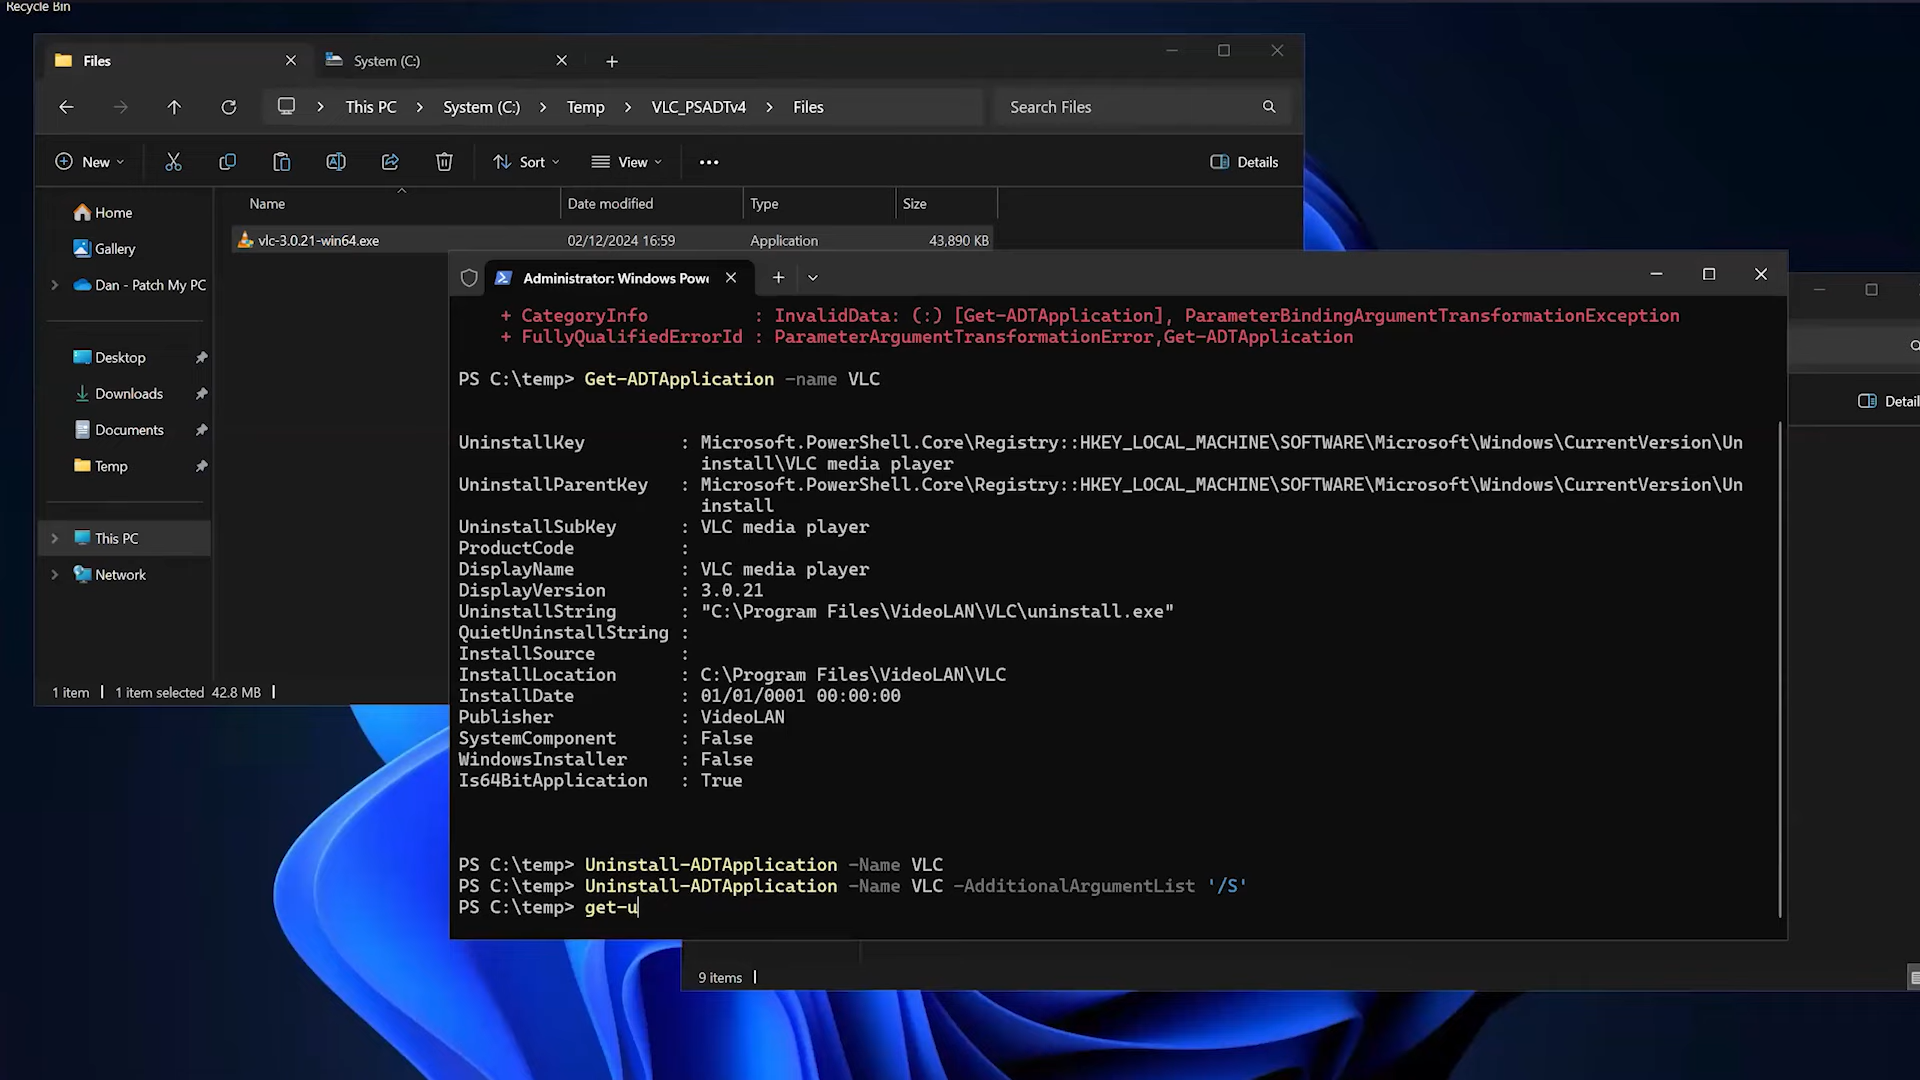 Recycle Bin
Files
System (C:)
This PC
System (C:)
Temp
VLC_PSADTv4
Files
Search Files
New
Sort
View
Details
Name
Date modified
Type
Size
Home
Gallery
Dan - Patch My PC
Desktop
Downloads
Documents
Temp
This PC
Network
vlc-3.0.21-win64.exe
02/12/2024 16:59
Application
43,890 KB
1 item
1 item selected 42.8 MB
Administrator: Windows Powe
+ CategoryInfo : InvalidData: (:) [Get-ADTApplication], ParameterBindingArgumentTransformationException
+ FullyQualifiedErrorId : ParameterArgumentTransformationError,Get-ADTApplication
PS C:\temp> Get-ADTApplication -name VLC
UninstallKey : Microsoft.PowerShell.Core\Registry::HKEY_LOCAL_MACHINE\SOFTWARE\Microsoft\Windows\CurrentVersion\Un
install\VLC media player
UninstallParentKey : Microsoft.PowerShell.Core\Registry::HKEY_LOCAL_MACHINE\SOFTWARE\Microsoft\Windows\CurrentVersion\Un
install
UninstallSubKey : VLC media player
ProductCode :
DisplayName : VLC media player
DisplayVersion : 3.0.21
UninstallString : "C:\Program Files\VideoLAN\VLC\uninstall.exe"
QuietUninstallString :
InstallSource :
InstallLocation : C:\Program Files\VideoLAN\VLC
InstallDate : 01/01/0001 00:00:00
Publisher : VideoLAN
SystemComponent : False
WindowsInstaller : False
Is64BitApplication : True
PS C:\temp> Uninstall-ADTApplication -Name VLC
PS C:\temp> Uninstall-ADTApplication -Name VLC -AdditionalArgumentList '/S'
PS C:\temp> get-u
Detail
9 items